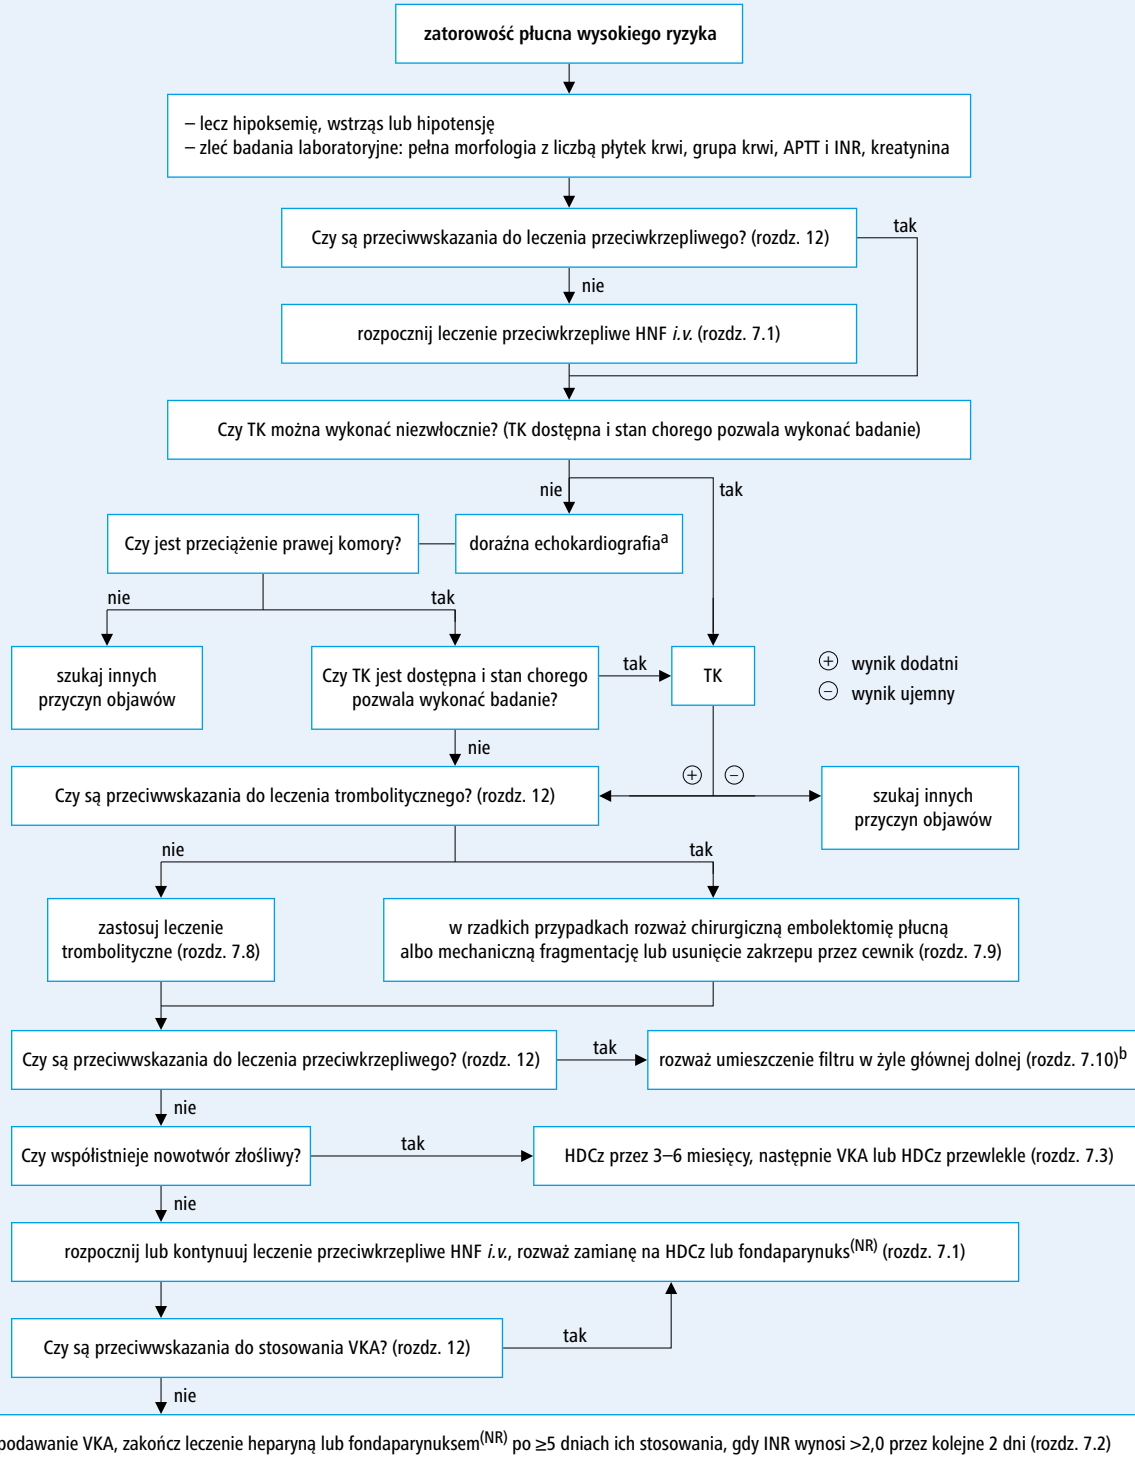 zatorowość płucna wysokiego ryzyka
– lecz hipoksemię, wstrząs lub hipotensję
– zleć badania laboratoryjne: pełna morfologia z liczbą płytek krwi, grupa krwi, APTT i INR, kreatynina
Czy są przeciwwskazania do leczenia przeciwkrzepliwego? (rozdz. 12)
tak
nie
rozpocznij leczenie przeciwkrzepliwe HNF i.v. (rozdz. 7.1)
Czy TK można wykonać niezwłocznie? (TK dostępna i stan chorego pozwala wykonać badanie)
nie
tak
Czy jest przeciążenie prawej komory?
doraźna echokardiografia^a
nie
tak
szukaj innych
przyczyn objawów
Czy TK jest dostępna i stan chorego
pozwala wykonać badanie?
tak
TK
⊕ wynik dodatni
⊖ wynik ujemny
nie
⊕ ⊖
Czy są przeciwwskazania do leczenia trombolitycznego? (rozdz. 12)
szukaj innych
przyczyn objawów
nie
tak
zastosuj leczenie
trombolityczne (rozdz. 7.8)
w rzadkich przypadkach rozważ chirurgiczną embolektomię płucną
albo mechaniczną fragmentację lub usunięcie zakrzepu przez cewnik (rozdz. 7.9)
Czy są przeciwwskazania do leczenia przeciwkrzepliwego? (rozdz. 12)
tak
rozważ umieszczenie filtru w żyle głównej dolnej (rozdz. 7.10)^b
nie
Czy współistnieje nowotwór złośliwy?
tak
HDCz przez 3–6 miesięcy, następnie VKA lub HDCz przewlekle (rozdz. 7.3)
nie
rozpocznij lub kontynuuj leczenie przeciwkrzepliwe HNF i.v., rozważ zamianę na HDCz lub fondaparynuks^(NR) (rozdz. 7.1)
Czy są przeciwwskazania do stosowania VKA? (rozdz. 12)
tak
nie
podawanie VKA, zakończ leczenie heparyną lub fondaparynuksem^(NR) po ≥5 dniach ich stosowania, gdy INR wynosi >2,0 przez kolejne 2 dni (rozdz. 7.2)